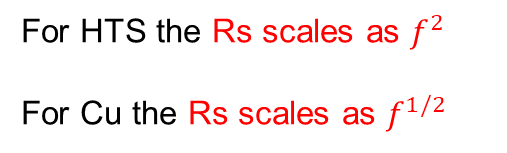 For HTS the Rs scales as f²
For Cu the Rs scales as f^{1/2}